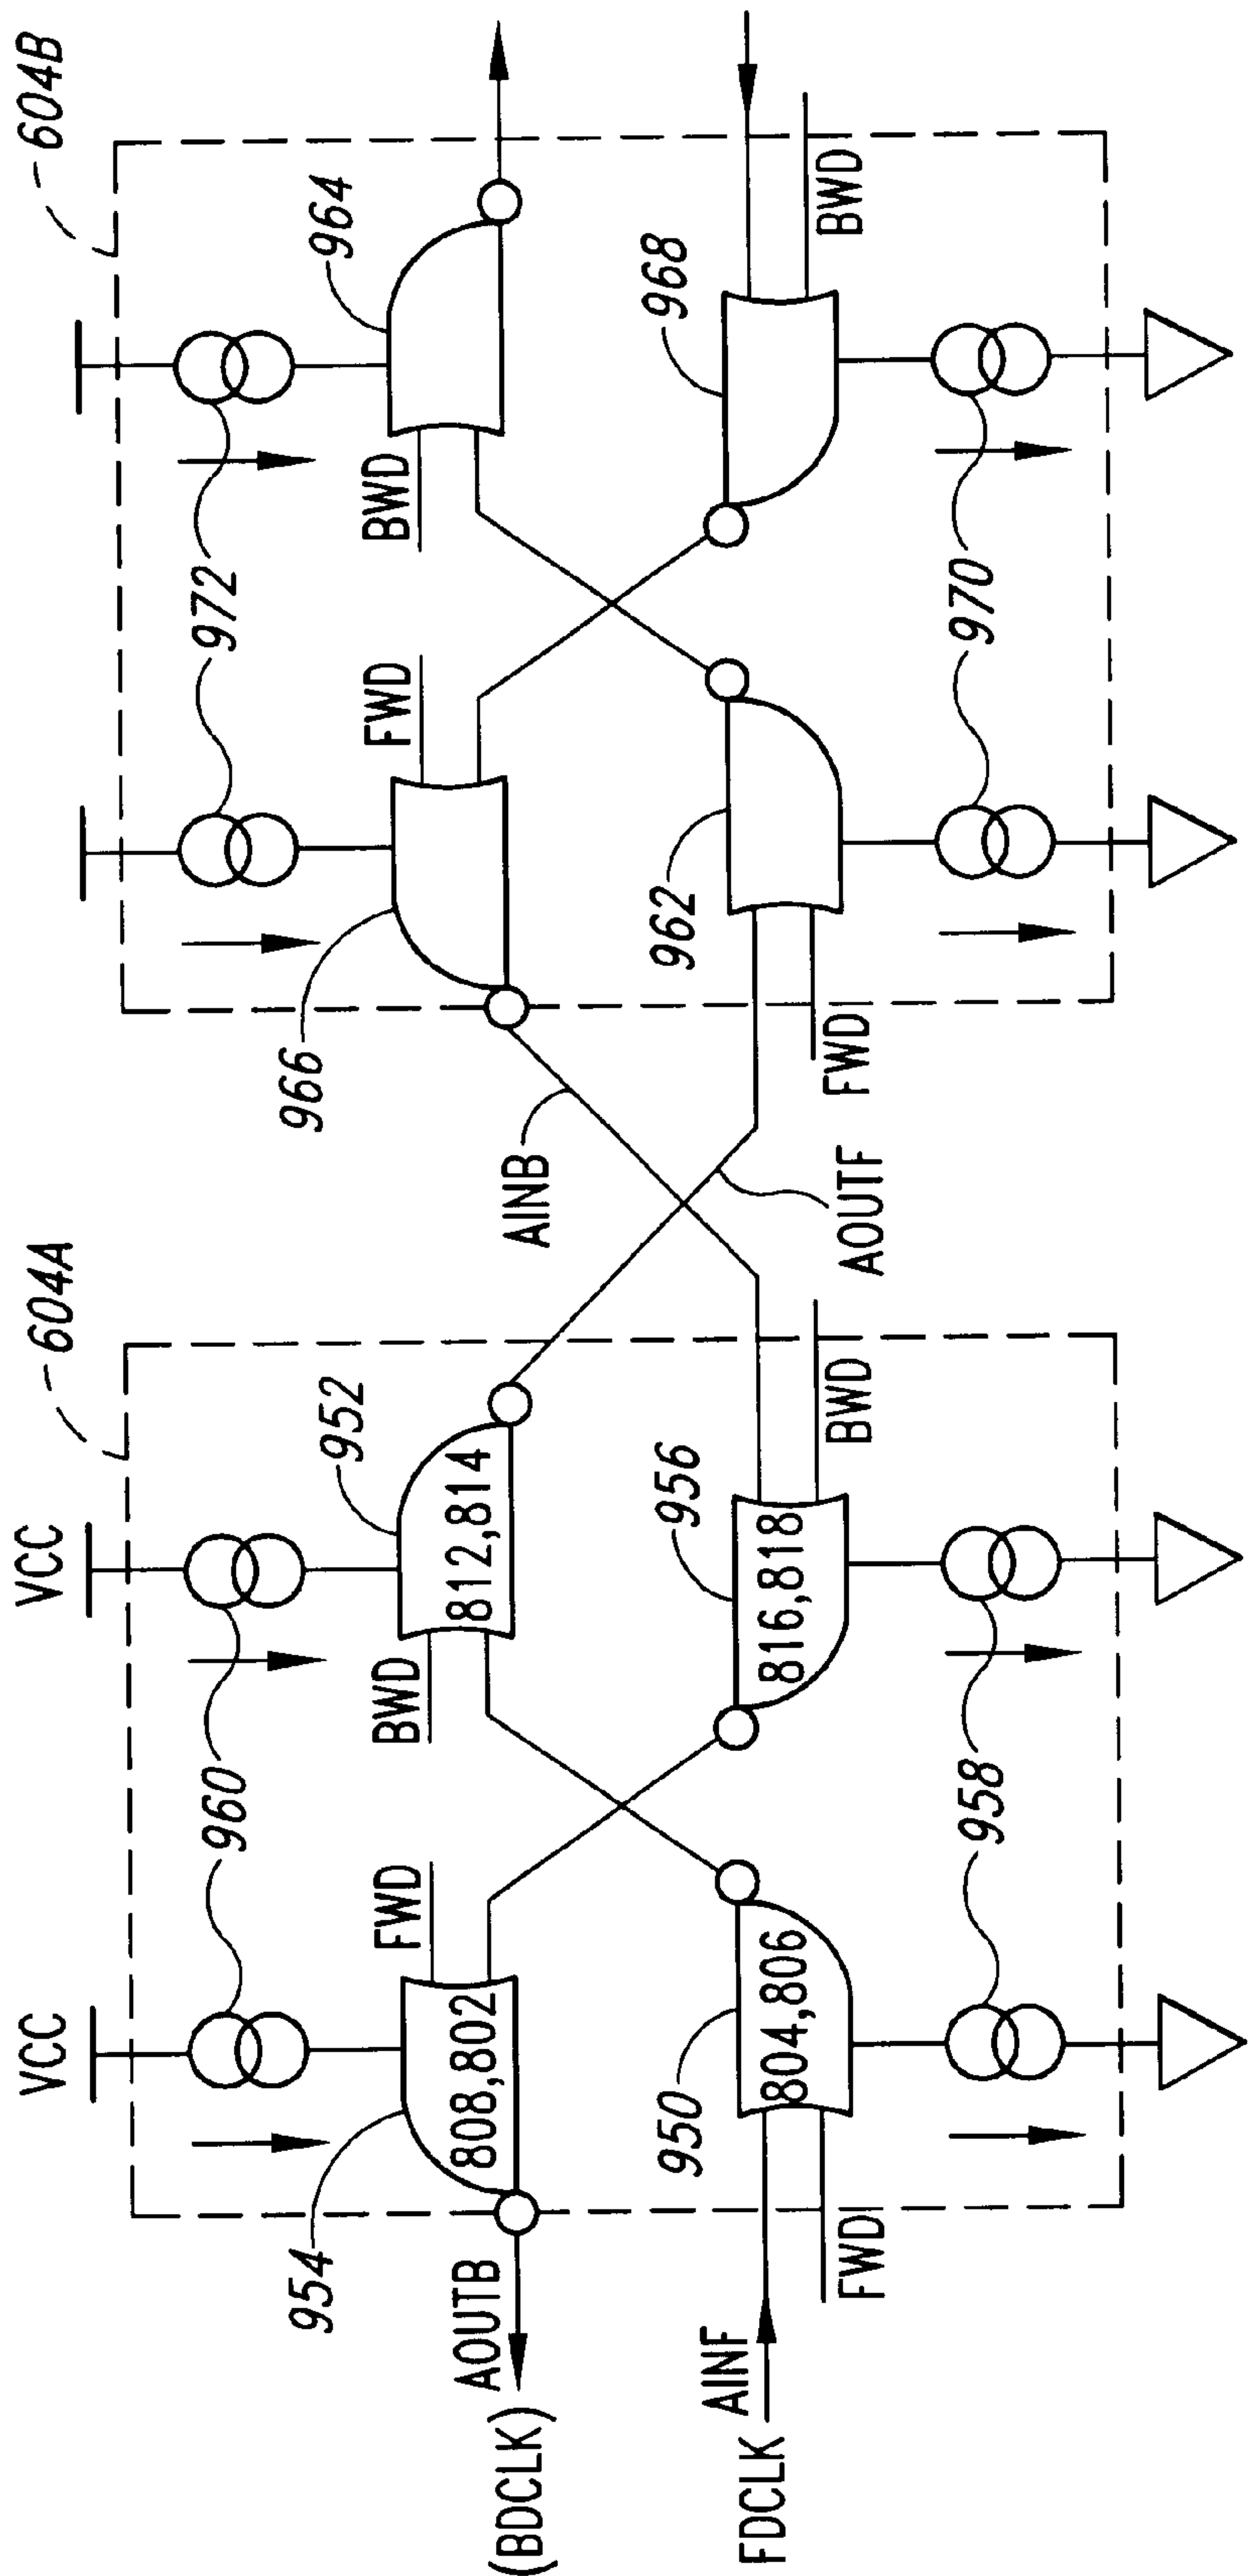 604A
604B
VCC
VCC
960
972
954
808,802
FWD
BWD
952
812,814
966
FWD
BWD
964
AOUTB
(BDCLK)
AINB
AINF
FDCLK
FWD
950
804,806
956
816,818
BWD
AOUTF
FWD
962
968
BWD
958
970